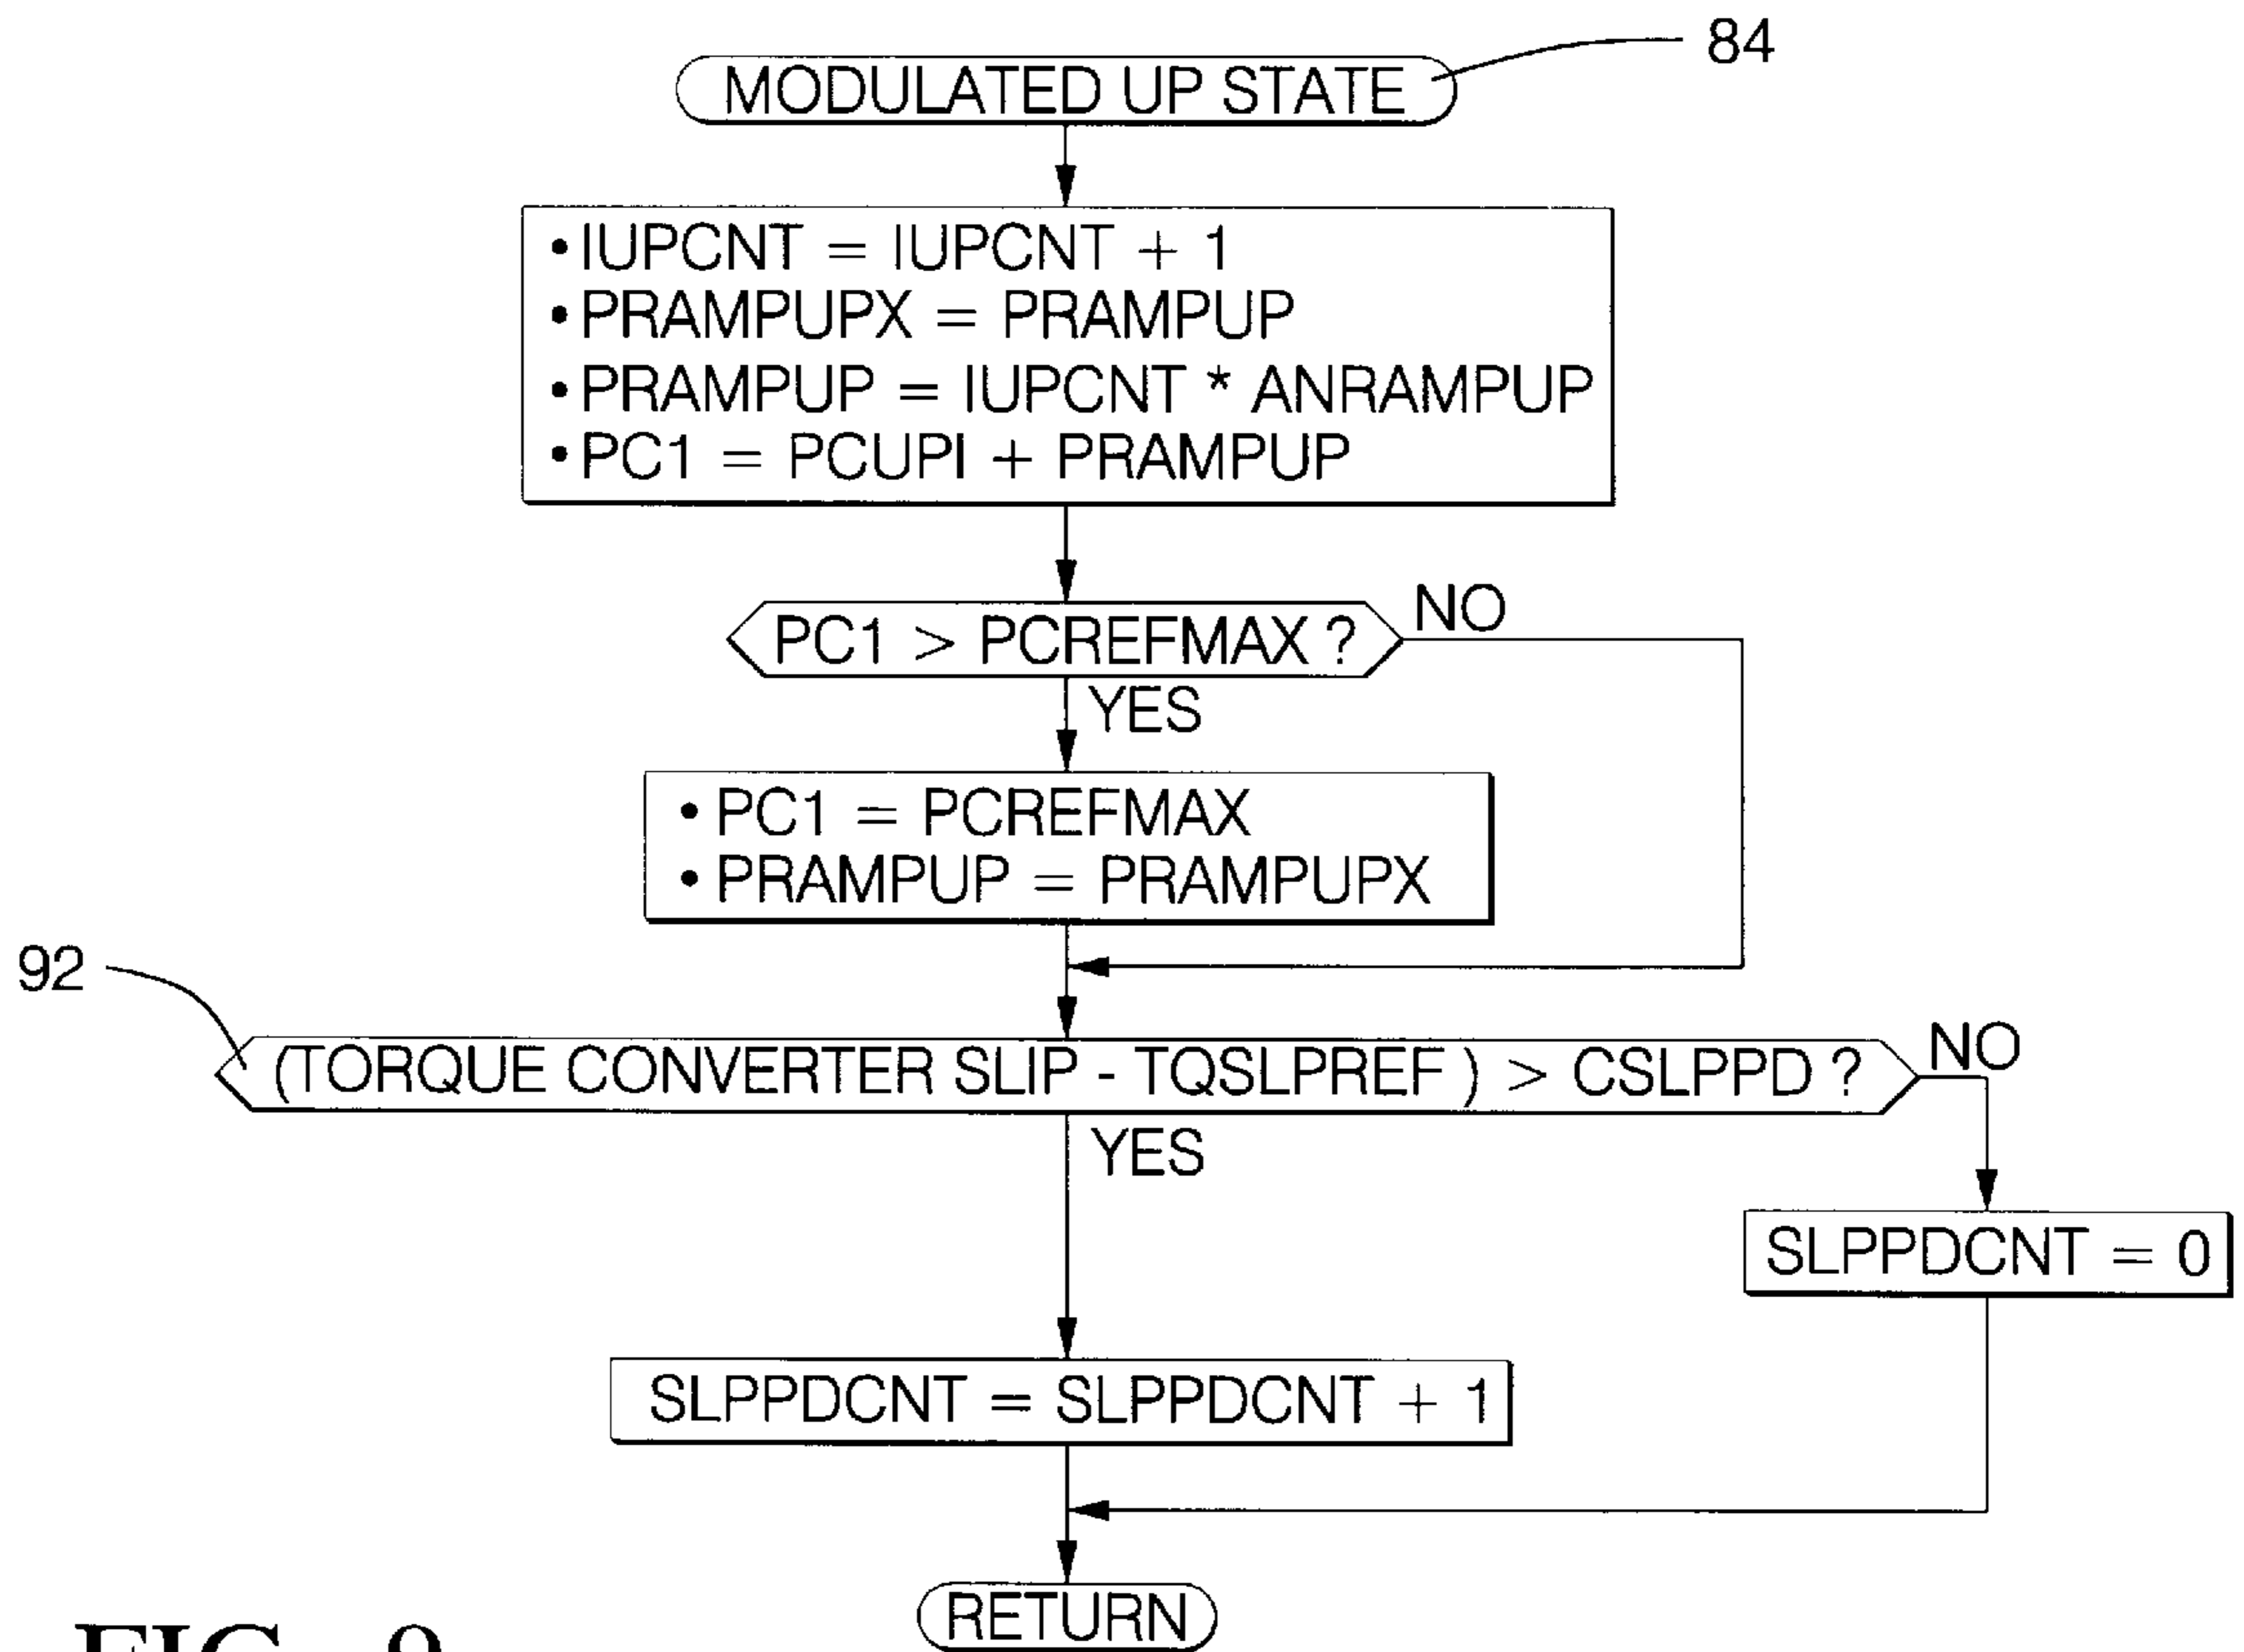 84
MODULATED UP STATE
•IUPCNT = IUPCNT + 1
•PRAMPUPX = PRAMPUP
•PRAMPUP = IUPCNT * ANRAMPUP
•PC1 = PCUPI + PRAMPUP
PC1 > PCREFMAX ?
NO
YES
• PC1 = PCREFMAX
• PRAMPUP = PRAMPUPX
92
(TORQUE CONVERTER SLIP - TQSLPREF ) > CSLPPD ?
NO
YES
SLPPDCNT = 0
SLPPDCNT = SLPPDCNT + 1
RETURN